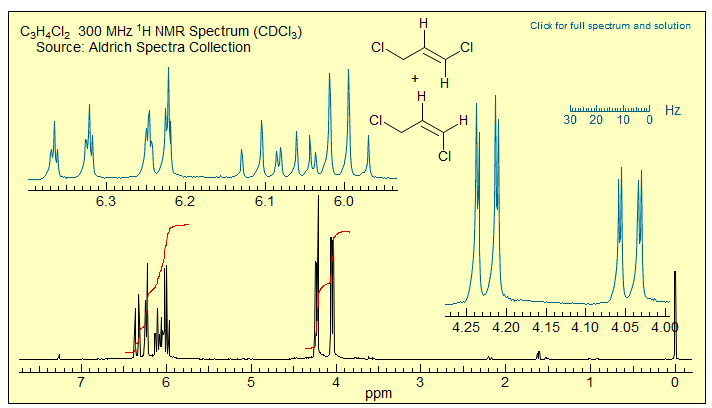 C₃H₄Cl₂ 300 MHz ¹H NMR Spectrum (CDCl₃)
Source: Aldrich Spectra Collection
Click for full spectrum and solution
H
Cl
Cl
H
+
H
Cl
H
Cl
30 20 10 0 Hz
6.3 6.2 6.1 6.0
4.25 4.20 4.15 4.10 4.05 4.00
7 6 5 4 3 2 1 0
ppm